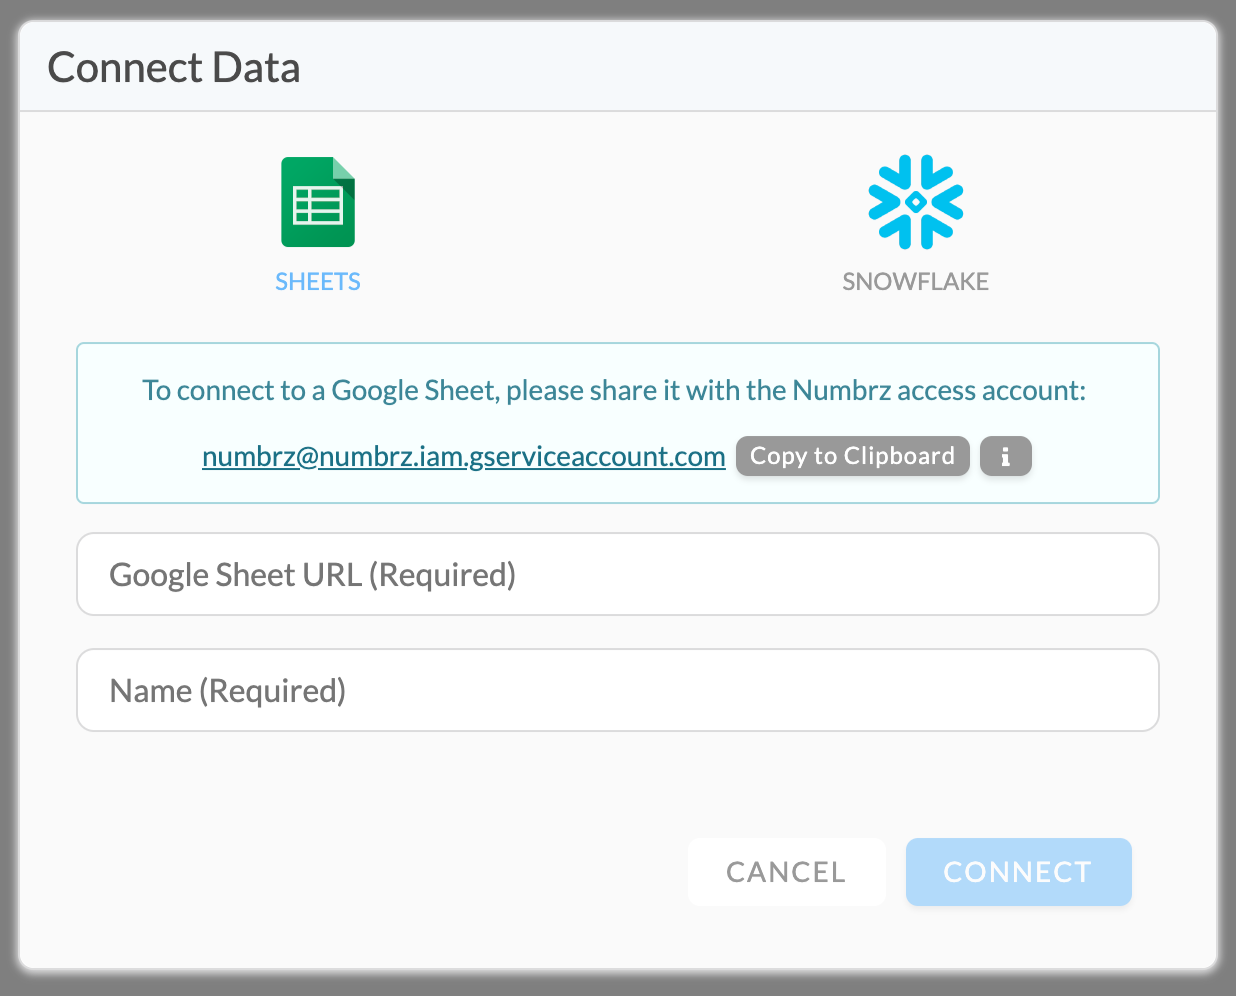 Connect Data
SHEETS
SNOWFLAKE
To connect to a Google Sheet, please share it with the Numbrz access account:
numbrz@numbrz.iam.gserviceaccount.com Copy to Clipboard i
Google Sheet URL (Required)
Name (Required)
CANCEL
CONNECT